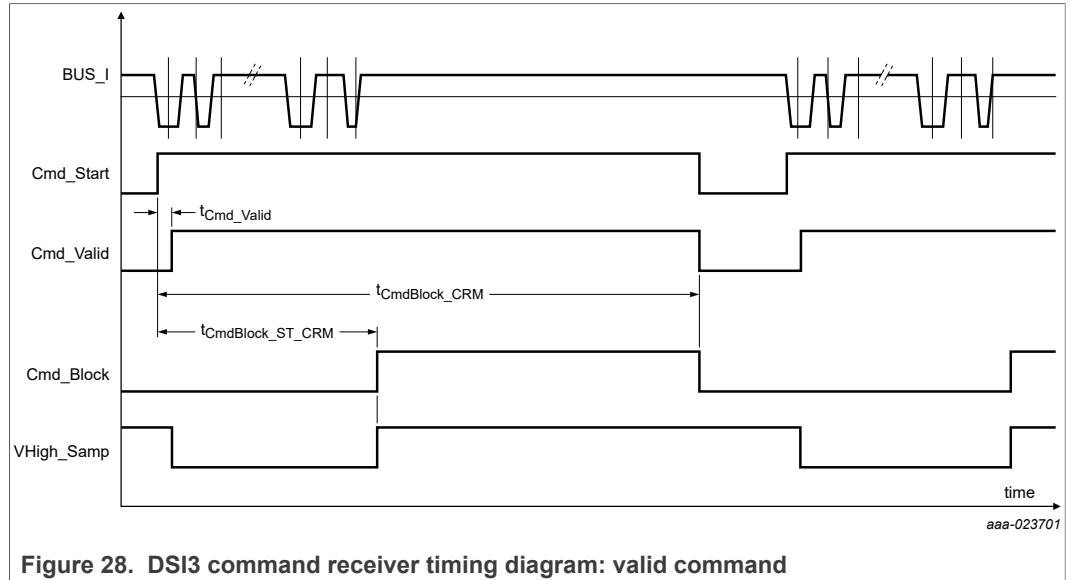 BUS_I
Cmd_Start
tCmd_Valid
Cmd_Valid
tCmdBlock_CRM
tCmdBlock_ST_CRM
Cmd_Block
VHigh_Samp
time
aaa-023701
Figure 28. DSI3 command receiver timing diagram: valid command